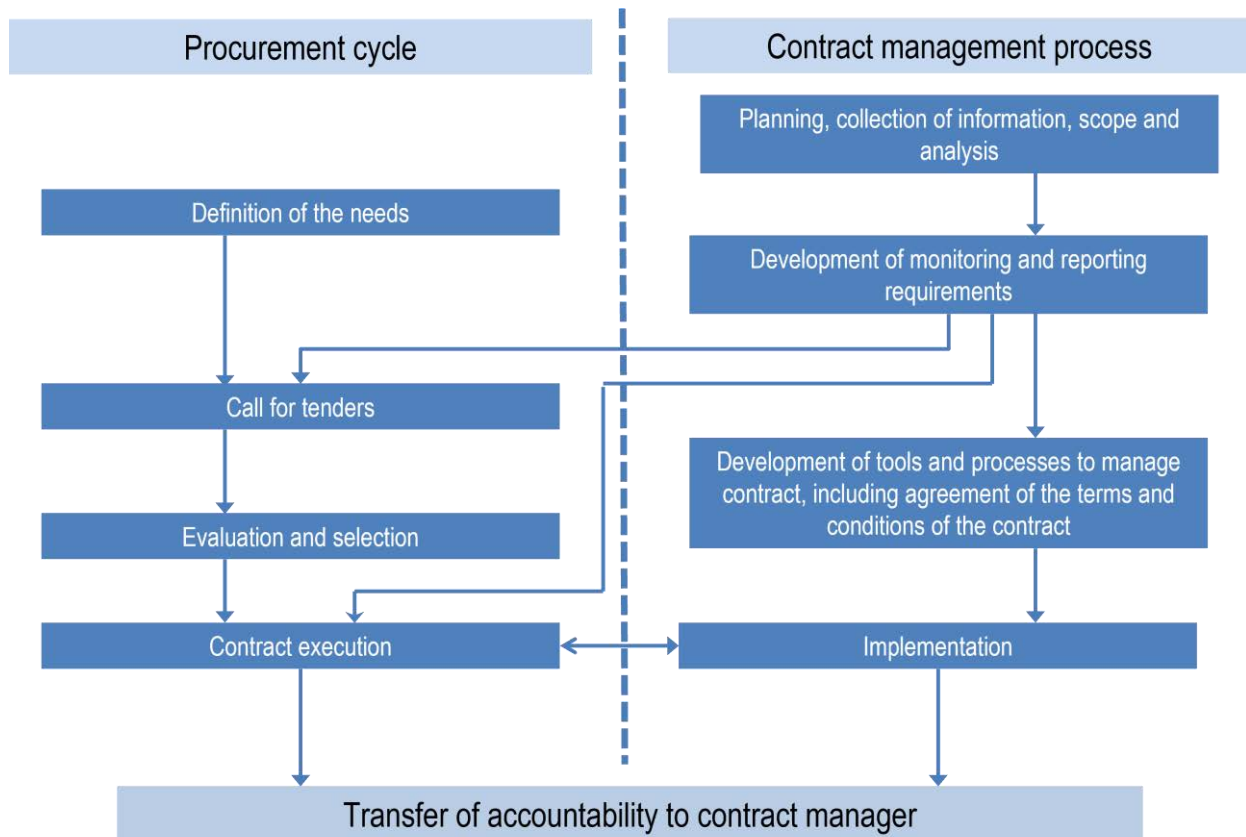 Procurement cycle
Contract management process
Planning, collection of information, scope and
analysis
Definition of the needs
Development of monitoring and reporting
requirements
Call for tenders
Development of tools and processes to manage
contract, including agreement of the terms and
conditions of the contract
Evaluation and selection
Contract execution
Implementation
Transfer of accountability to contract manager